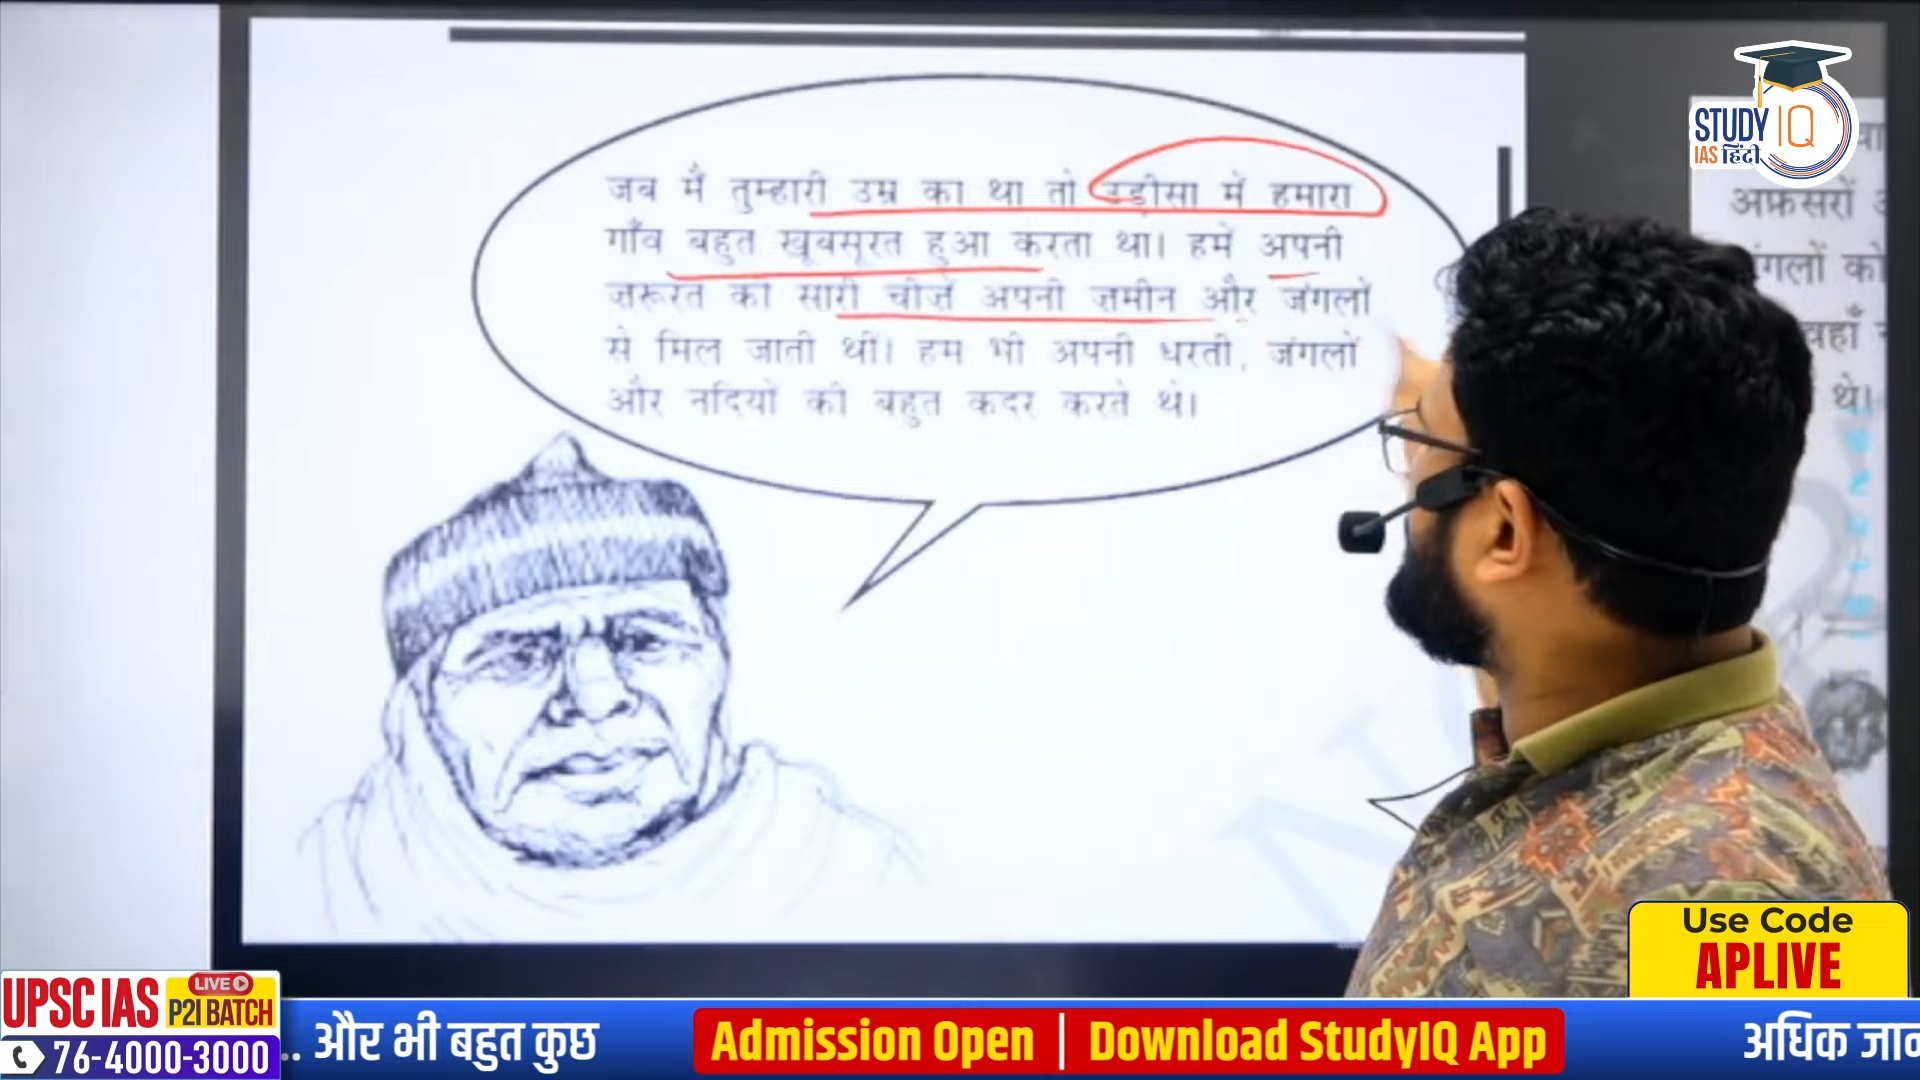 जब मैं तुम्हारी उम्र का था तो उड़ीसा में हमारा
गाँव बहुत खूबसूरत हुआ करता था। हमें अपनी
ज़रूरत की सारी चीज़ें अपनी ज़मीन और जंगलों
से मिल जाती थीं। हम भी अपनी धरती, जंगलों
और नदियों की बहुत कदर करते थे।
STUDY IQ
IAS हिंदी
अफ़सरों
जंगलों को
वहाँ
थे।
Use Code
APLIVE
UPSC IAS
LIVE
P2I BATCH
76-4000-3000
.. और भी बहुत कुछ
Admission Open | Download StudyIQ App
अधिक